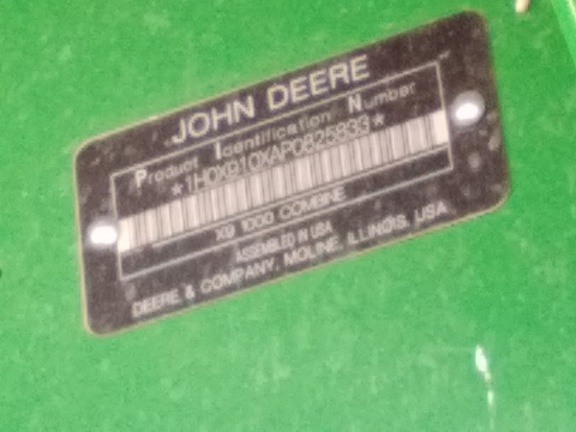 JOHN DEERE
Product Identification Number
*1H0X910XAP0825833*
X9 1000 COMBINE
ASSEMBLED IN USA
DEERE & COMPANY, MOLINE, ILLINOIS, USA